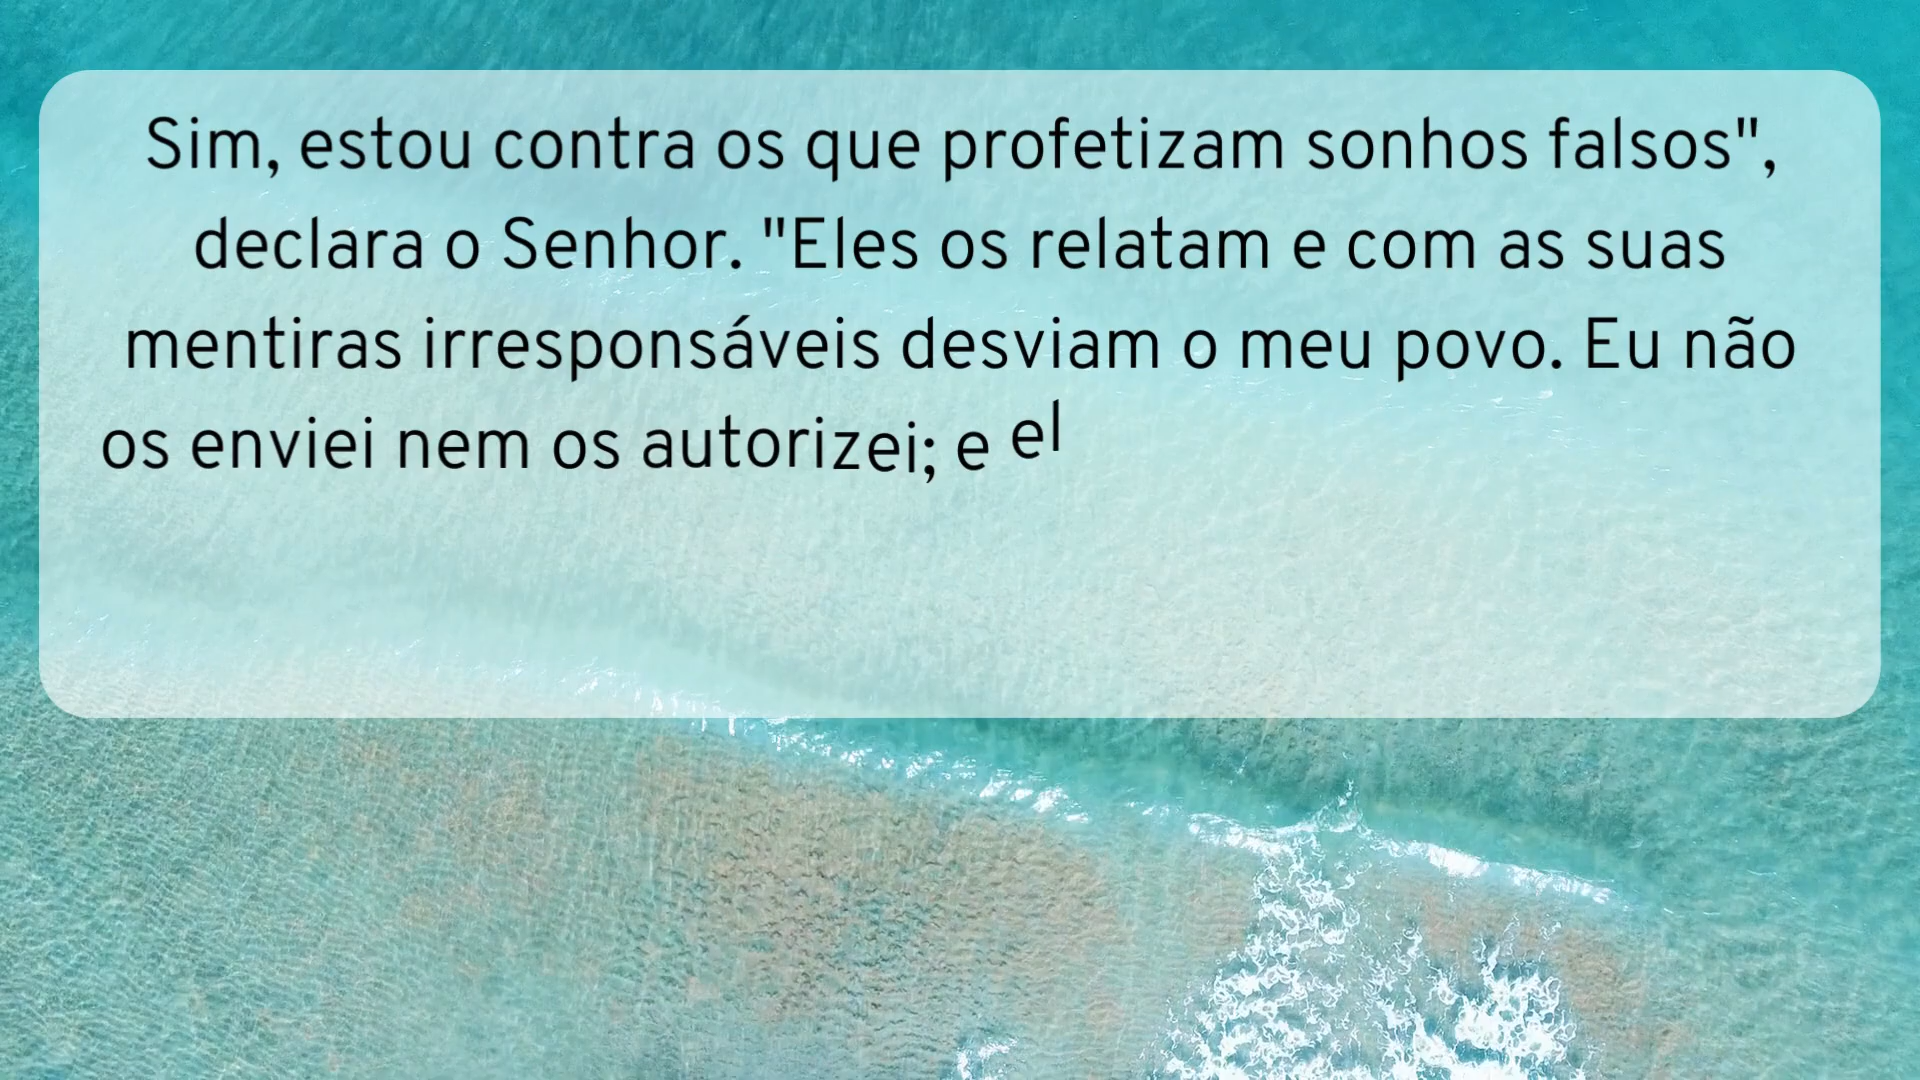 Sim, estou contra os que profetizam sonhos falsos",
declara o Senhor. "Eles os relatam e com as suas
mentiras irresponsáveis desviam o meu povo. Eu não
os enviei nem os autorizei; e el